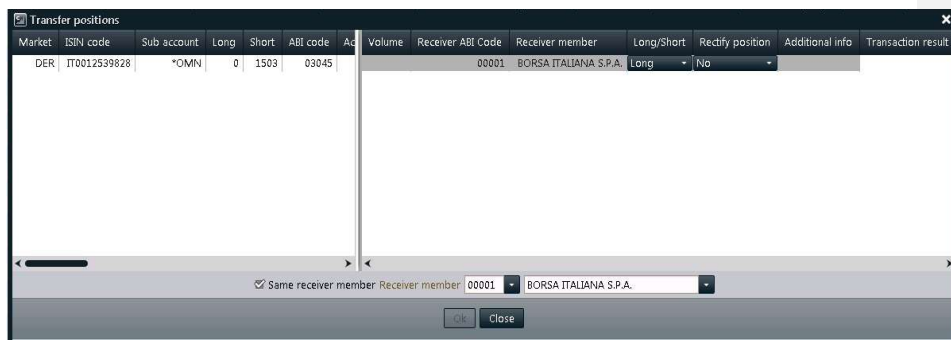 Transfer positions
Market ISIN code Sub account Long Short ABI code Ac Volume Receiver ABI Code Receiver member Long/Short Rectify position Additional info Transaction result
DER IT0012539828 *OMN 0 1503 03045 00001 BORSA ITALIANA S.P.A. Long No
Same receiver member Receiver member 00001 BORSA ITALIANA S.P.A.
Ok Close